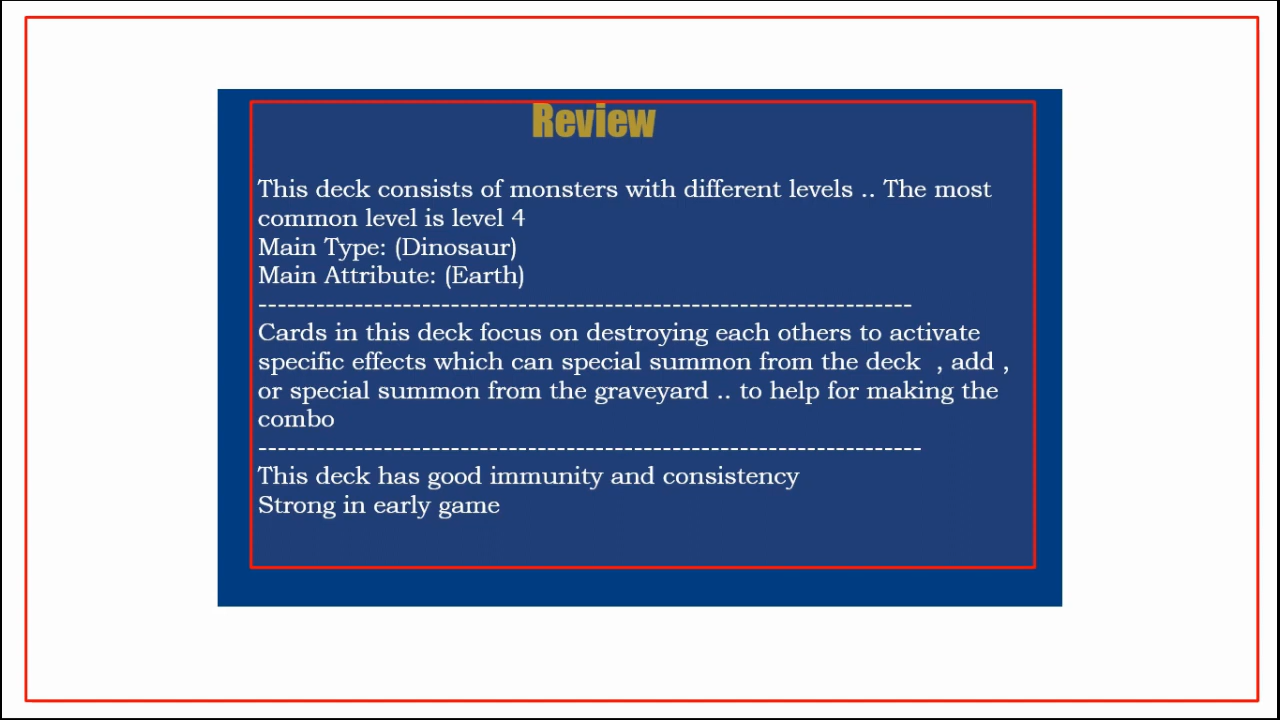 Review
This deck consists of monsters with different levels .. The most
common level is level 4
Main Type: (Dinosaur)
Main Attribute: (Earth)
--------------------------------------------------------------------
Cards in this deck focus on destroying each others to activate
specific effects which can special summon from the deck  , add ,
or special summon from the graveyard .. to help for making the
combo
---------------------------------------------------------------------
This deck has good immunity and consistency
Strong in early game